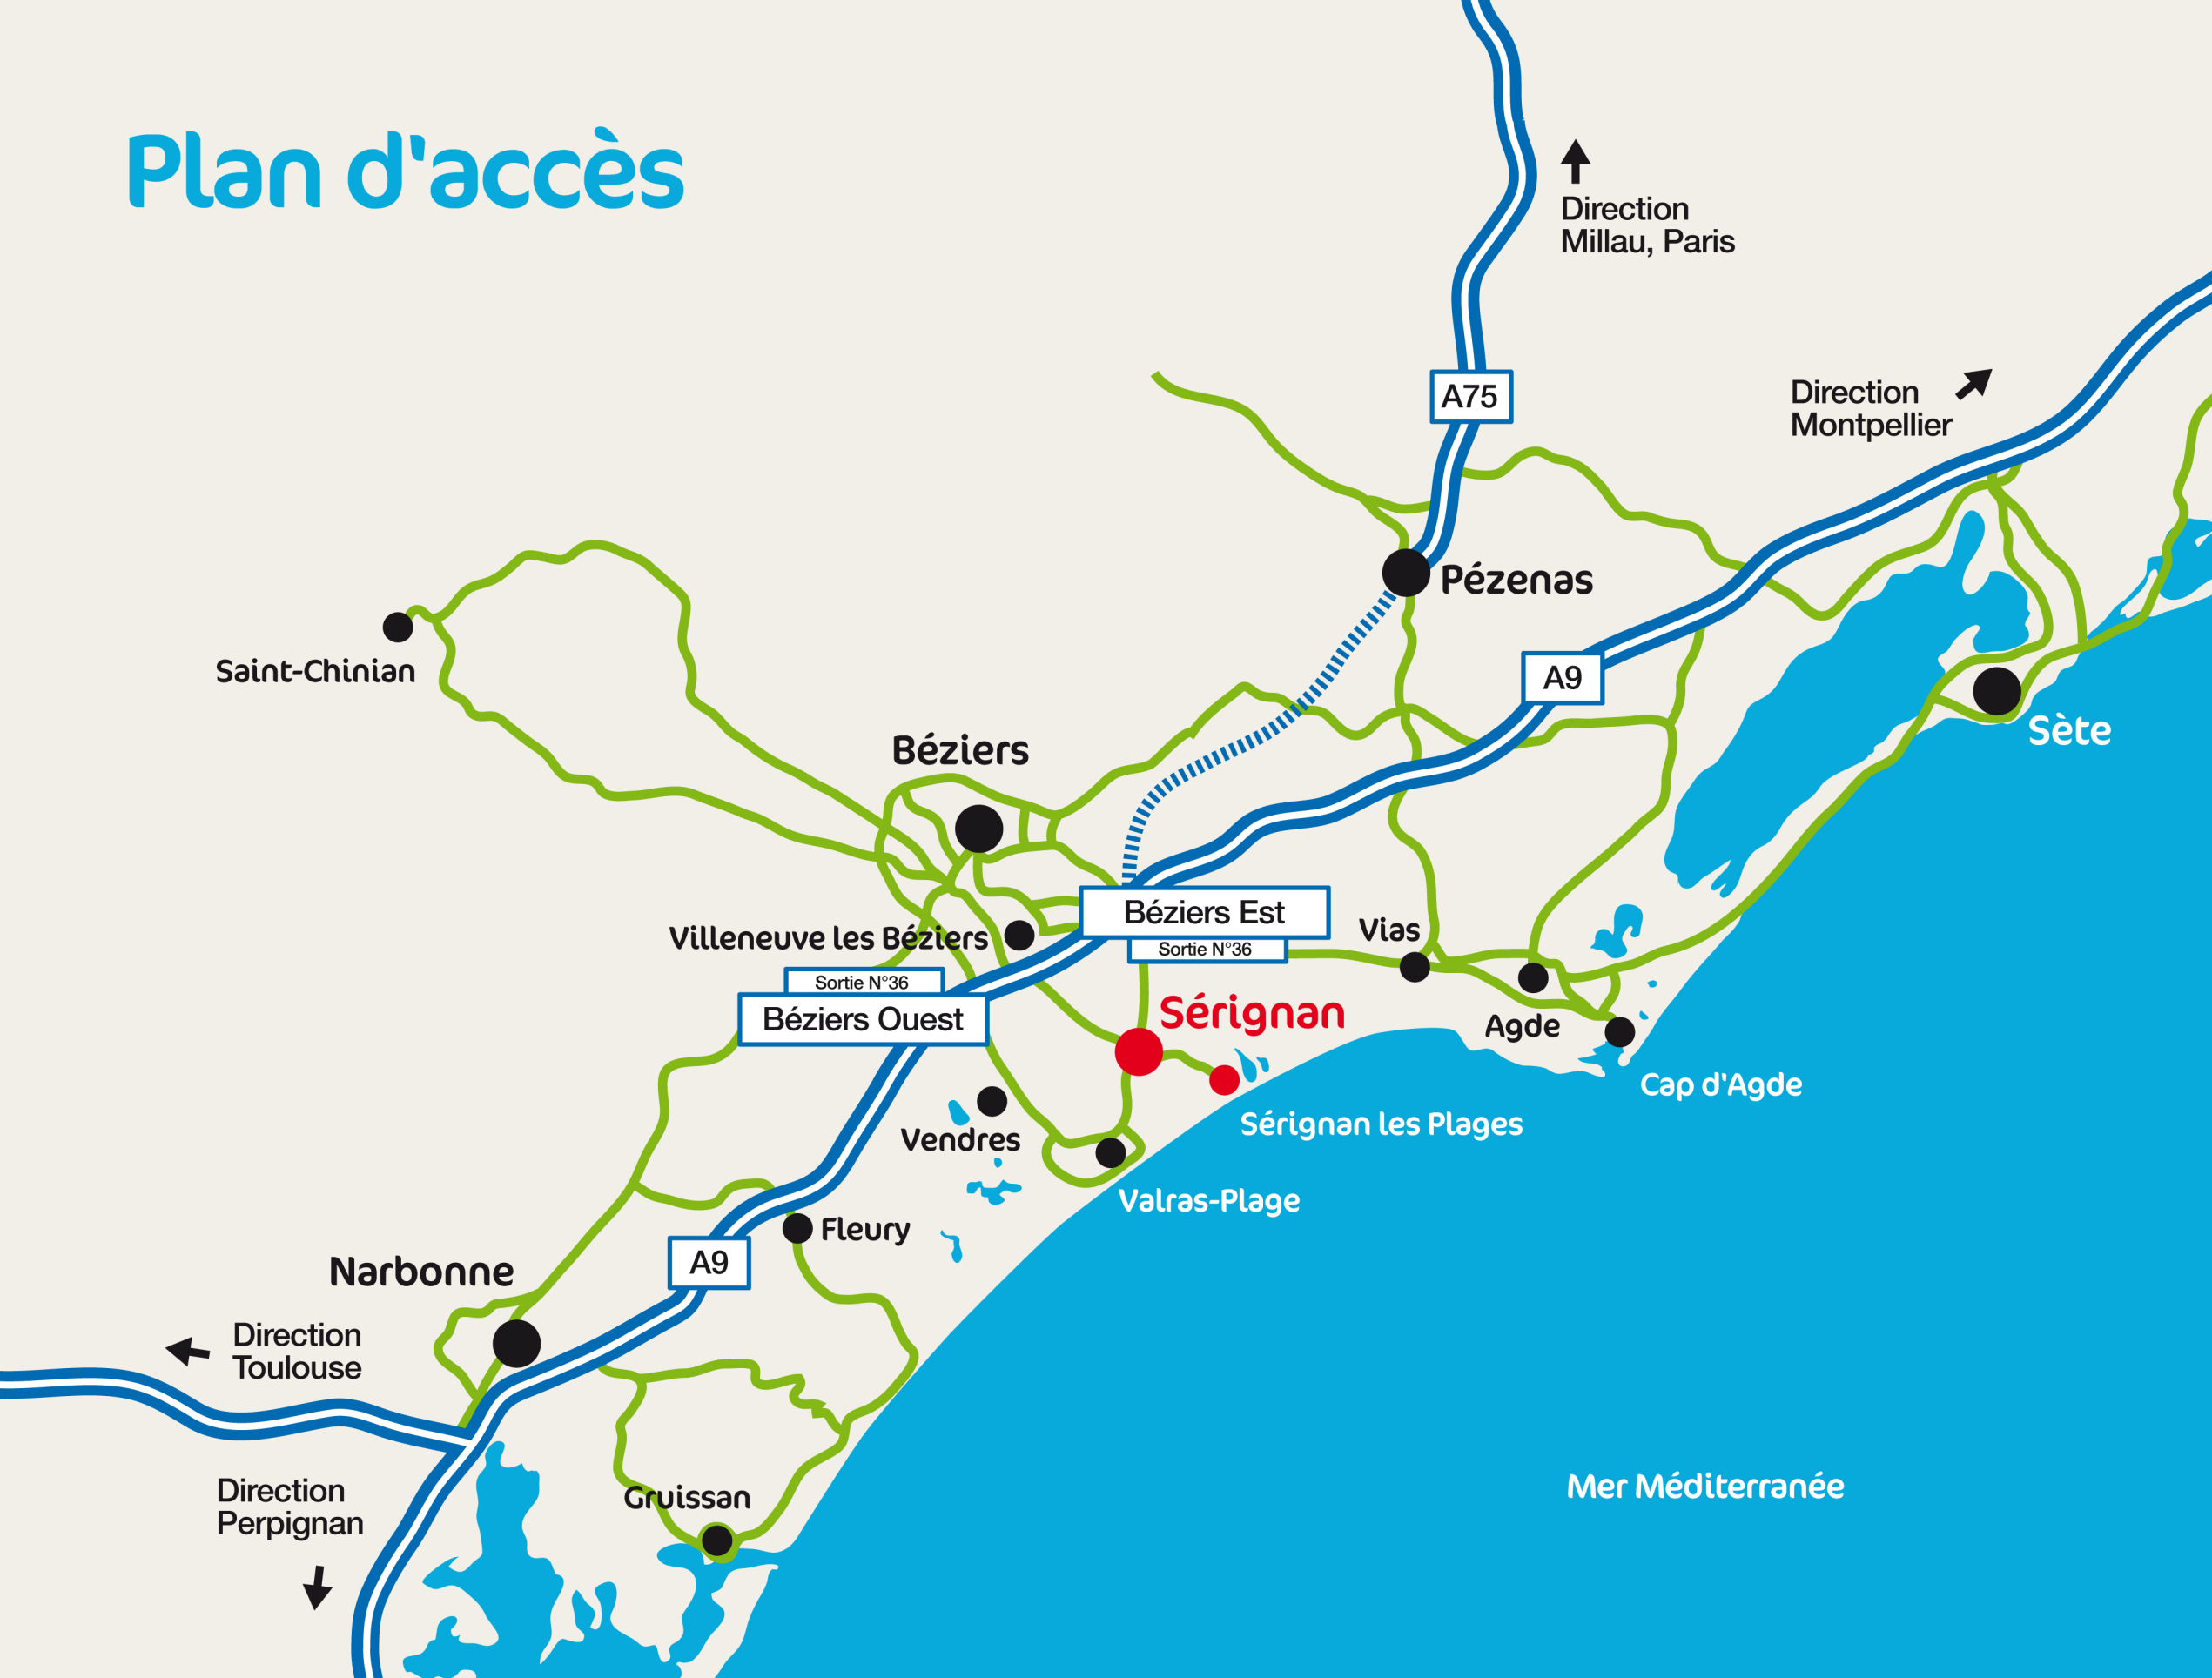 Plan d'accès
Direction
Millau, Paris
A75
Direction
Montpellier
Pézenas
Saint-Chinian
A9
Sète
Béziers
Béziers Est
Sortie N°36
Villeneuve les Béziers
Vias
Sortie N°36
Béziers Ouest
Sérignan
Agde
Cap d'Agde
Vendres
Sérignan les Plages
Valras-Plage
Fleury
A9
Narbonne
Direction
Toulouse
Direction
Perpignan
Gruissan
Mer Méditerranée